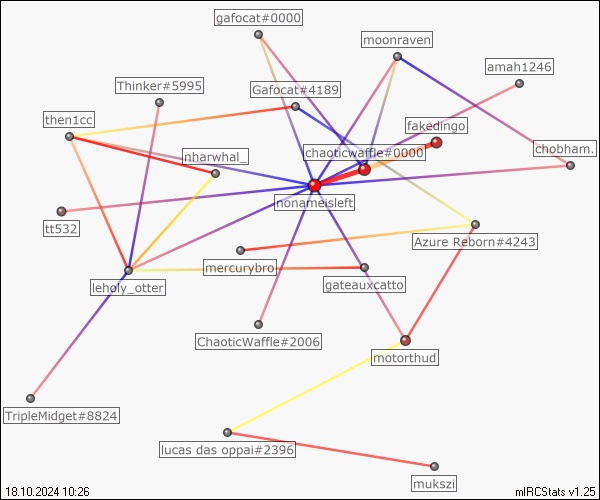 gafocat#0000
moonraven
amah1246
Thinker#5995
Gafocat#4189
then1cc
fakedingo
chaoticwaffle#0000
chobham.
nharwhal_
nonameisleft
tt532
Azure Reborn#4243
mercurybro
leholy_otter
gateauxcatto
ChaoticWaffle#2006
motorthud
TripleMidget#8824
lucas das oppai#2396
mukszi
18.10.2024 10:26
mIRCStats v1.25